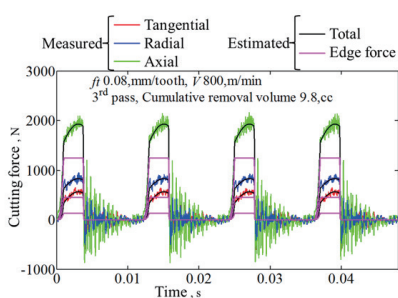 Measured
Tangential
Radial
Axial
Estimated
Total
Edge force
ft 0.08,mm/tooth, V 800,m/min
3rd pass, Cumulative removal volume 9.8,cc
Cutting force , N
3000
2000
1000
0
-1000
0 0.01 0.02 0.03 0.04
Time , s